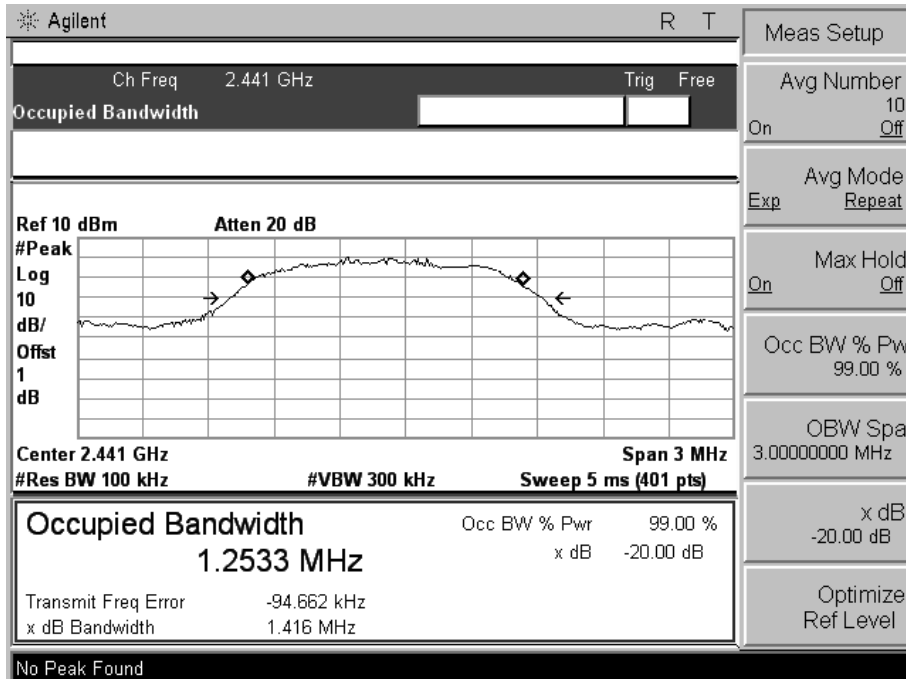 Agilent R T
Ch Freq 2.441 GHz Trig Free
Occupied Bandwidth
Ref 10 dBm Atten 20 dB
#Peak
Log
10
dB/
Offst
1
dB
Center 2.441 GHz Span 3 MHz
#Res BW 100 kHz #VBW 300 kHz Sweep 5 ms (401 pts)
Occupied Bandwidth
1.2533 MHz
Occ BW % Pwr 99.00 %
x dB -20.00 dB
Transmit Freq Error -94.662 kHz
x dB Bandwidth 1.416 MHz
No Peak Found
Meas Setup
Avg Number
10
On Off
Avg Mode
Exp Repeat
Max Hold
On Off
Occ BW % Pw
99.00 %
OBW Spa
3.00000000 MHz
x dB
-20.00 dB
Optimize
Ref Level